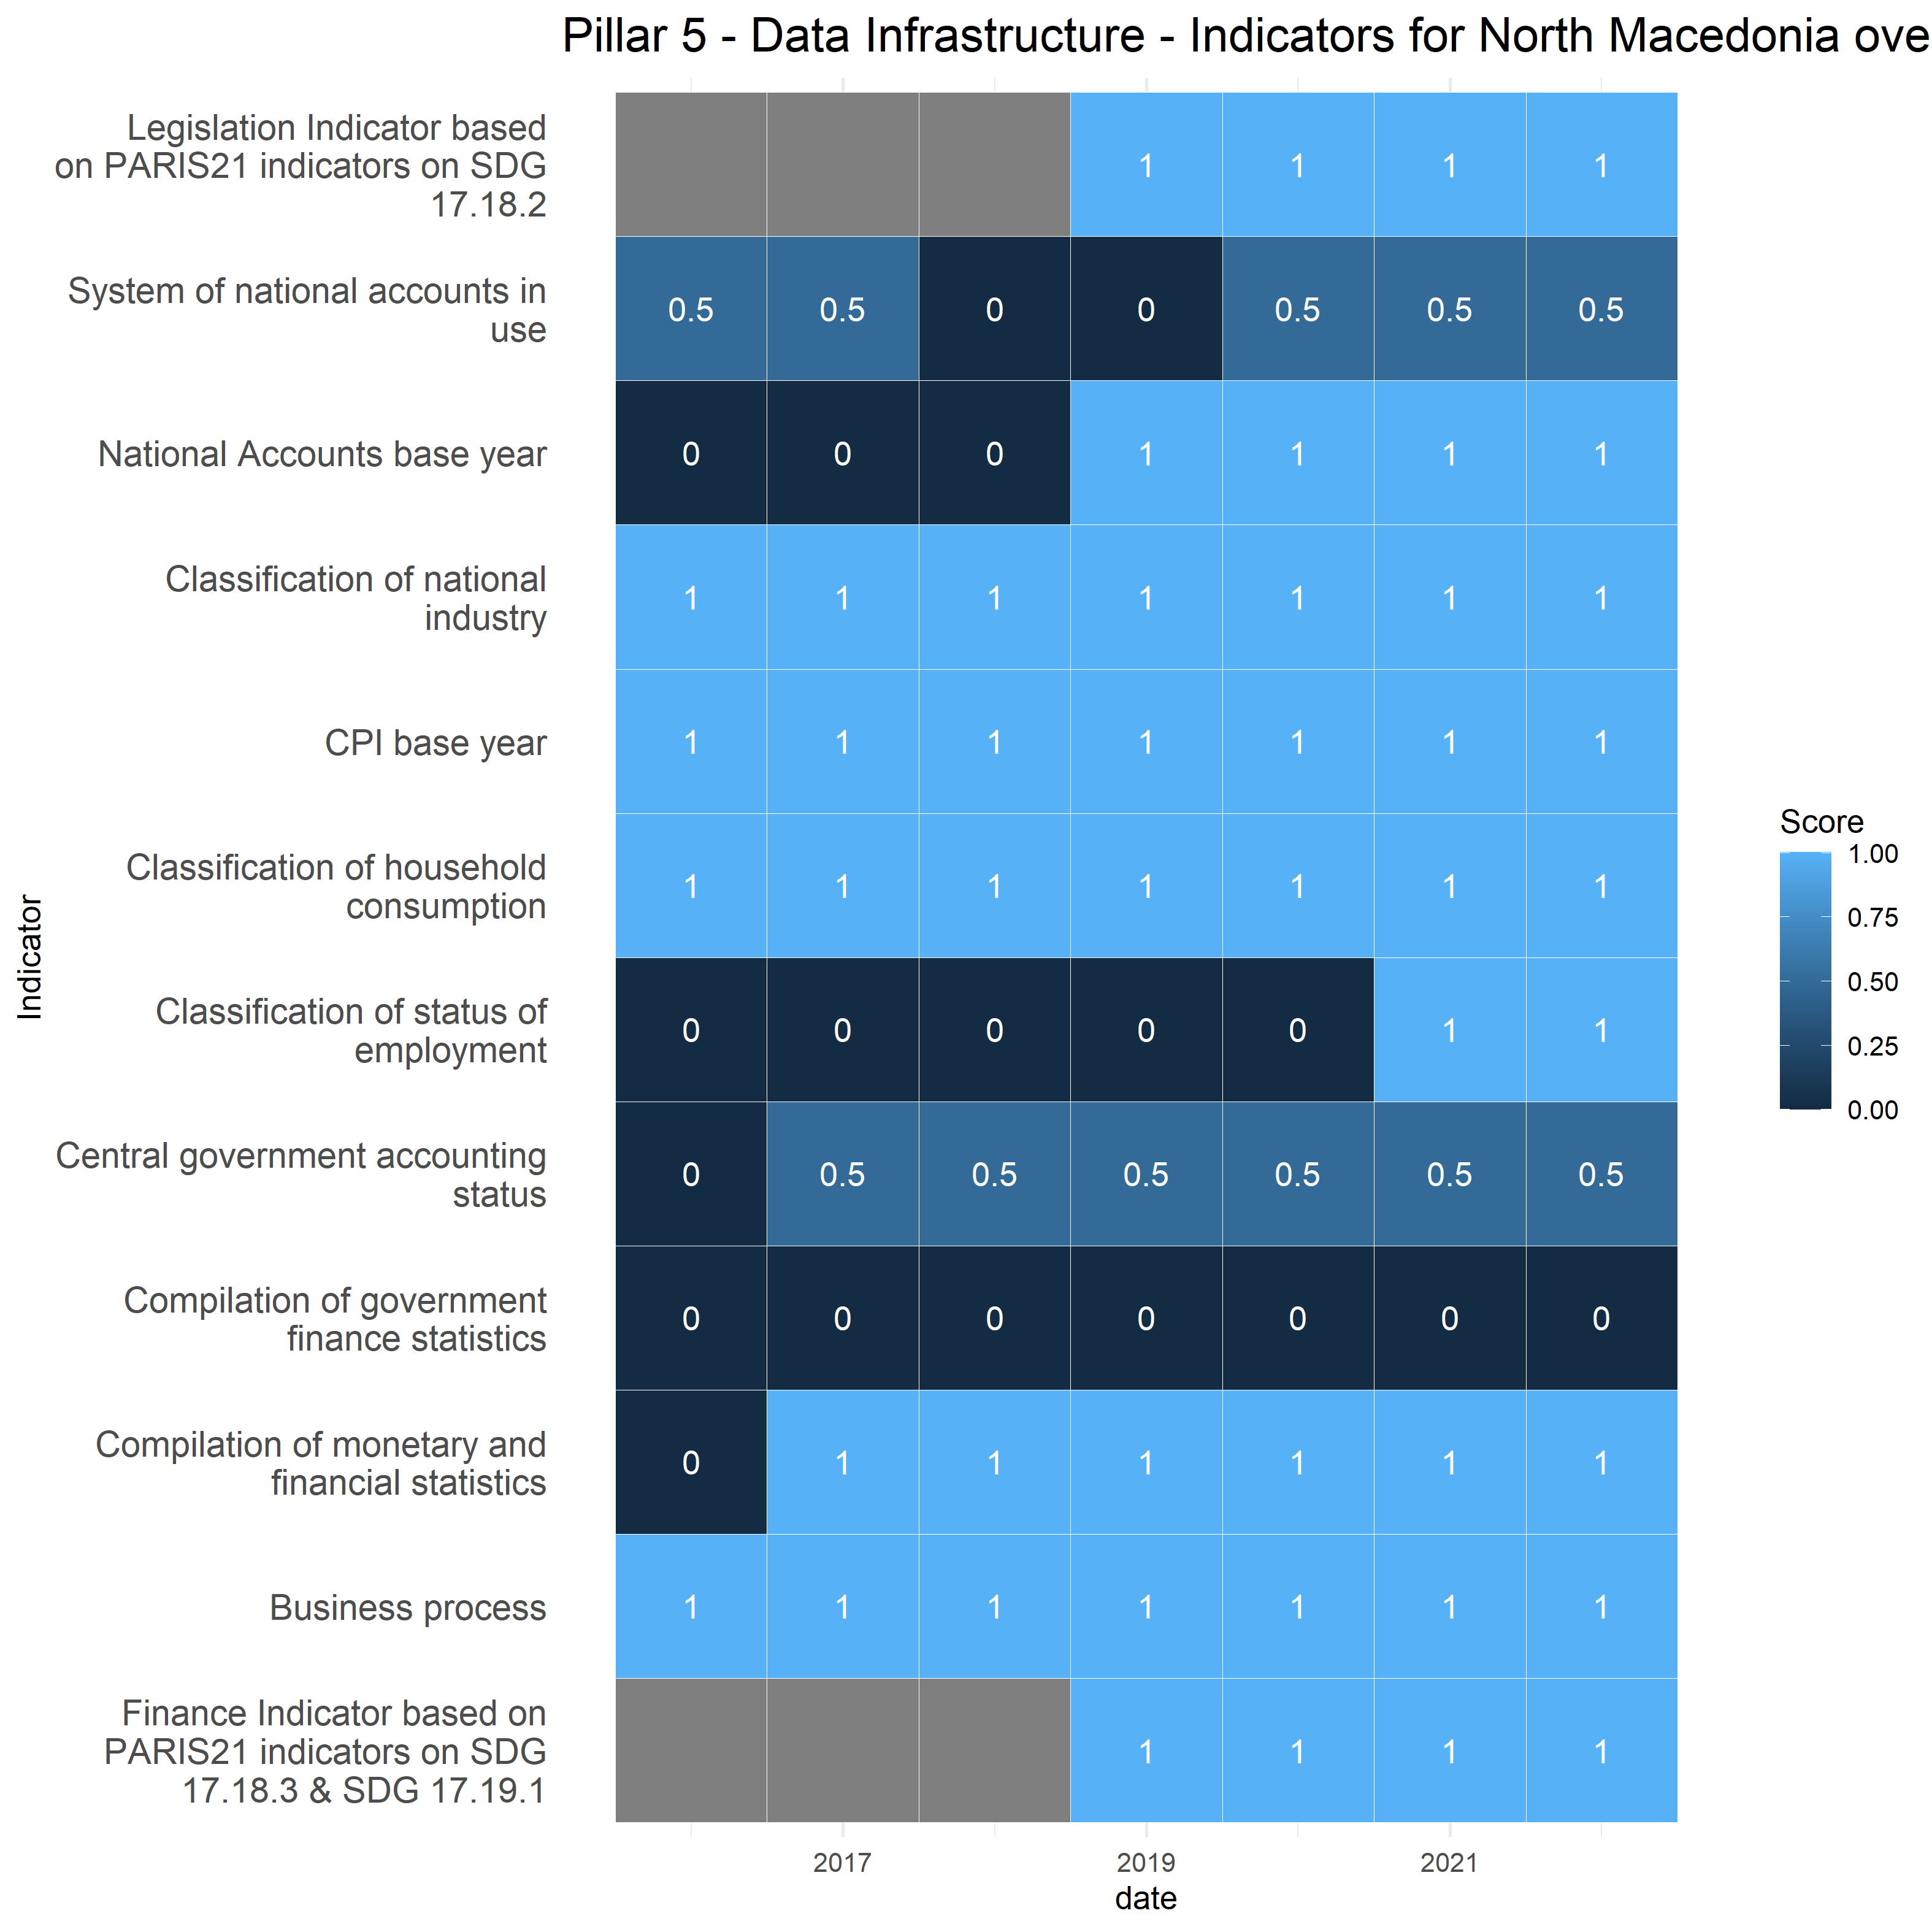 Pillar 5 - Data Infrastructure - Indicators for North Macedonia ove
Legislation Indicator based
on PARIS21 indicators on SDG
17.18.2
1 1 1 1
System of national accounts in
use
0.5 0.5 0 0 0.5 0.5 0.5
National Accounts base year
0 0 0 1 1 1 1
Classification of national
industry
1 1 1 1 1 1 1
CPI base year
1 1 1 1 1 1 1
Classification of household
consumption
1 1 1 1 1 1 1
Classification of status of
employment
0 0 0 0 0 1 1
Central government accounting
status
0 0.5 0.5 0.5 0.5 0.5 0.5
Compilation of government
finance statistics
0 0 0 0 0 0 0
Compilation of monetary and
financial statistics
0 1 1 1 1 1 1
Business process
1 1 1 1 1 1 1
Finance Indicator based on
PARIS21 indicators on SDG
17.18.3 & SDG 17.19.1
1 1 1 1
2017 2019 2021
date
Indicator
Score
1.00
0.75
0.50
0.25
0.00